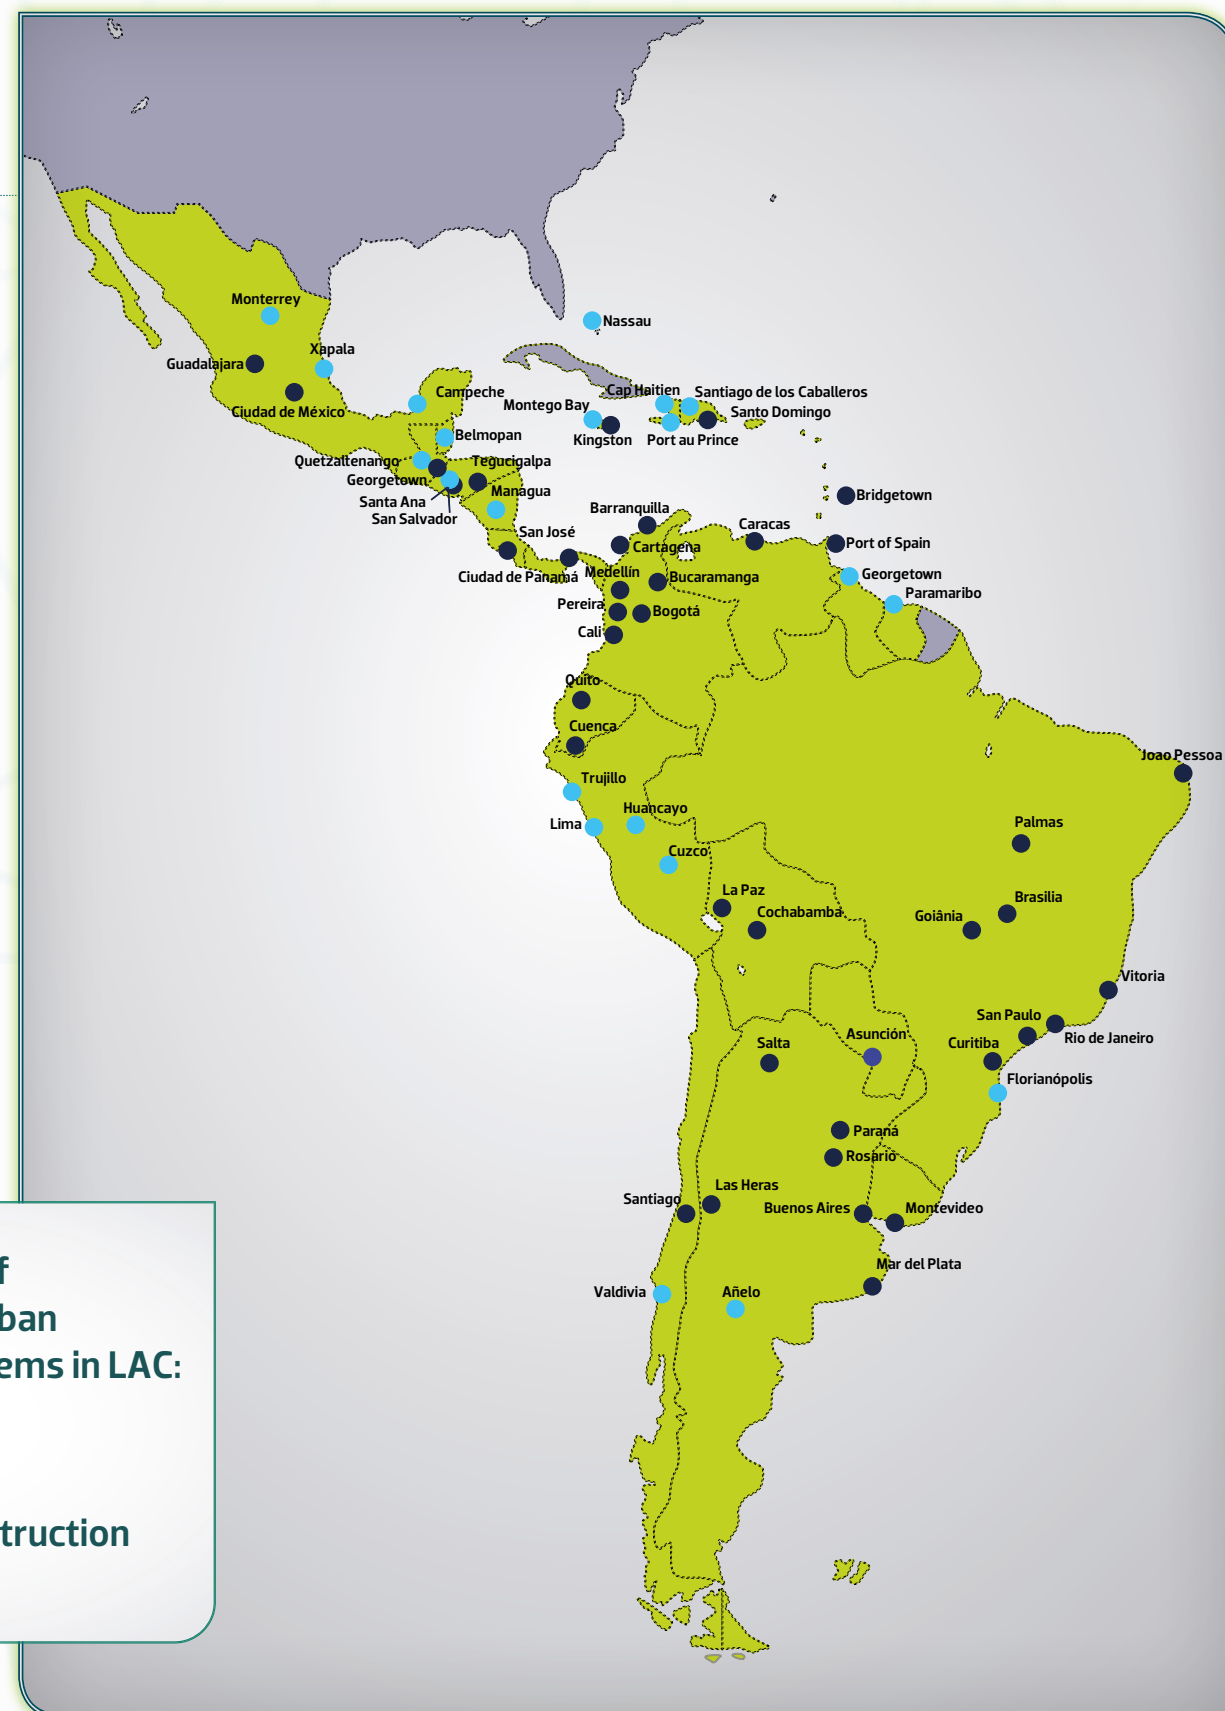 Monterrey
Nassau
Xapala
Guadalajara
Cap Haitien
Santiago de los Caballeros
Campeche
Montego Bay
Ciudad de México
Santo Domingo
Belmopan
Kingston
Port au Prince
Quetzaltenango
Tegucigalpa
Georgetown
Managua
Bridgetown
Santa Ana
San Salvador
Barranquilla
Caracas
San José
Cartagena
Port of Spain
Ciudad de Panamá
Medellín
Bucaramanga
Georgetown
Paramaribo
Pereira
Bogotá
Cali
Quito
Cuenca
Joao Pessoa
Trujillo
Huancayo
Lima
Palmas
Cuzco
La Paz
Cochabamba
Brasilia
Goiânia
Vitoria
San Paulo
Rio de Janeiro
Asunción
Salta
Curitiba
Florianópolis
Paraná
Rosario
Las Heras
Santiago
Buenos Aires
Montevideo
Mar del Plata
Valdivia
Añelo
f
ban
ems in LAC:
truction